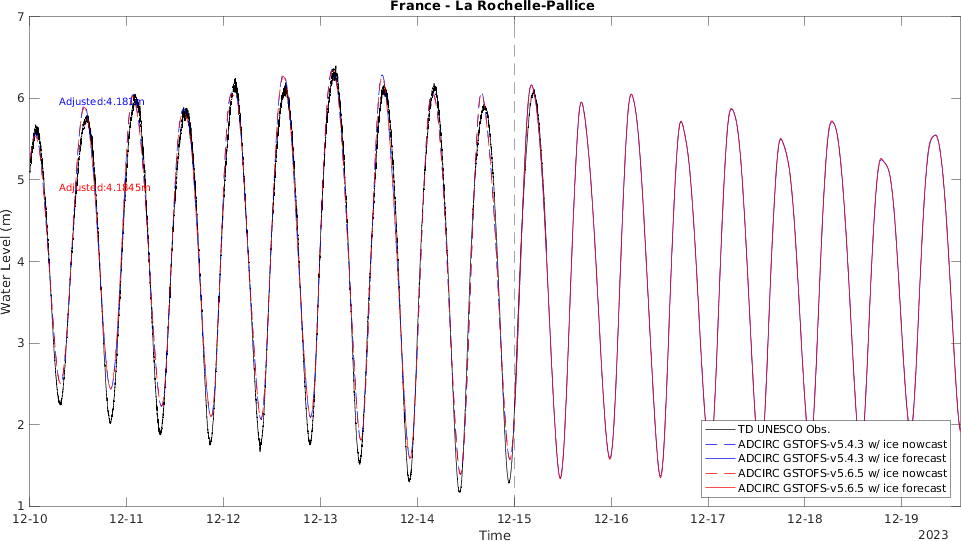 France - La Rochelle-Pallice
7
6
5
4
3
2
1
Water Level (m)
Adjusted:4.1845m
TD UNESCO Obs.
ADCIRC GSTOFS-v5.4.3 w/ ice nowcast
ADCIRC GSTOFS-v5.4.3 w/ ice forecast
ADCIRC GSTOFS-v5.6.5 w/ ice nowcast
ADCIRC GSTOFS-v5.6.5 w/ ice forecast
12-10 12-11 12-12 12-13 12-14 12-15 12-16 12-17 12-18 12-19
Time
2023